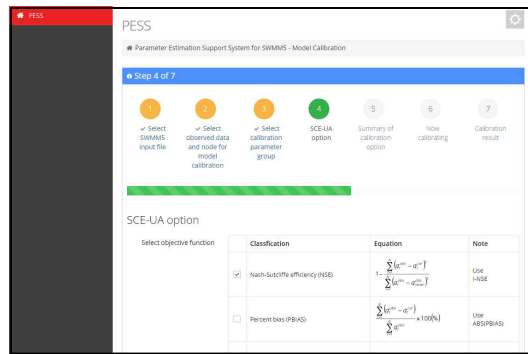 PESS
PESS
Parameter Estimation Support System for SWMM5 - Model Calibration
Step 4 of 7
1
2
3
4
5
6
7
✓ Select SWMM5 input file
✓ Select observed data and node for model calibration
✓ Select calibration parameter group
SCE-UA option
Summary of calibration option
Now calibrating
Calibration result
SCE-UA option
Select objective function
Classfication
Equation
Note
Nash-Sutcliffe efficiency (NSE)
Use
I-NSE
Percent bias (PBIAS)
× 100(%)
Use
ABS(PBIAS)